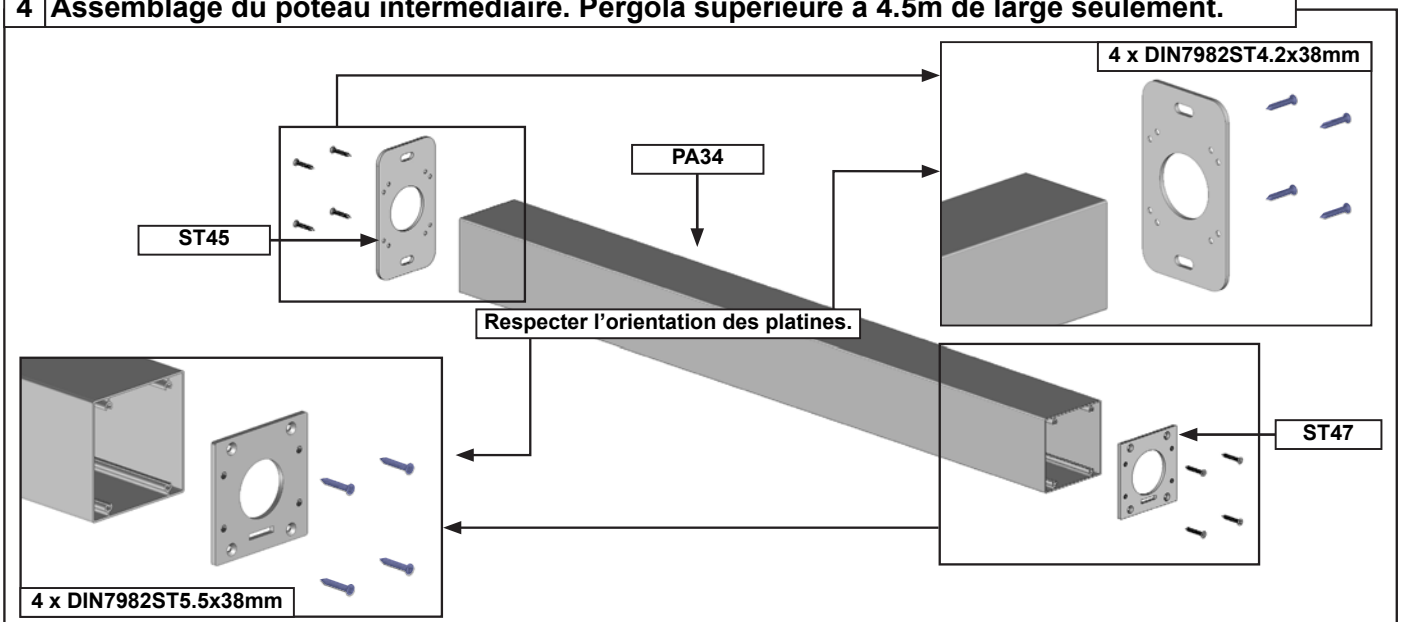 4 Assemblage du poteau intermédiaire. Pergola supérieure à 4.5m de large seulement.
4 x DIN7982ST4.2x38mm
PA34
ST45
Respecter l’orientation des platines.
ST47
4 x DIN7982ST5.5x38mm